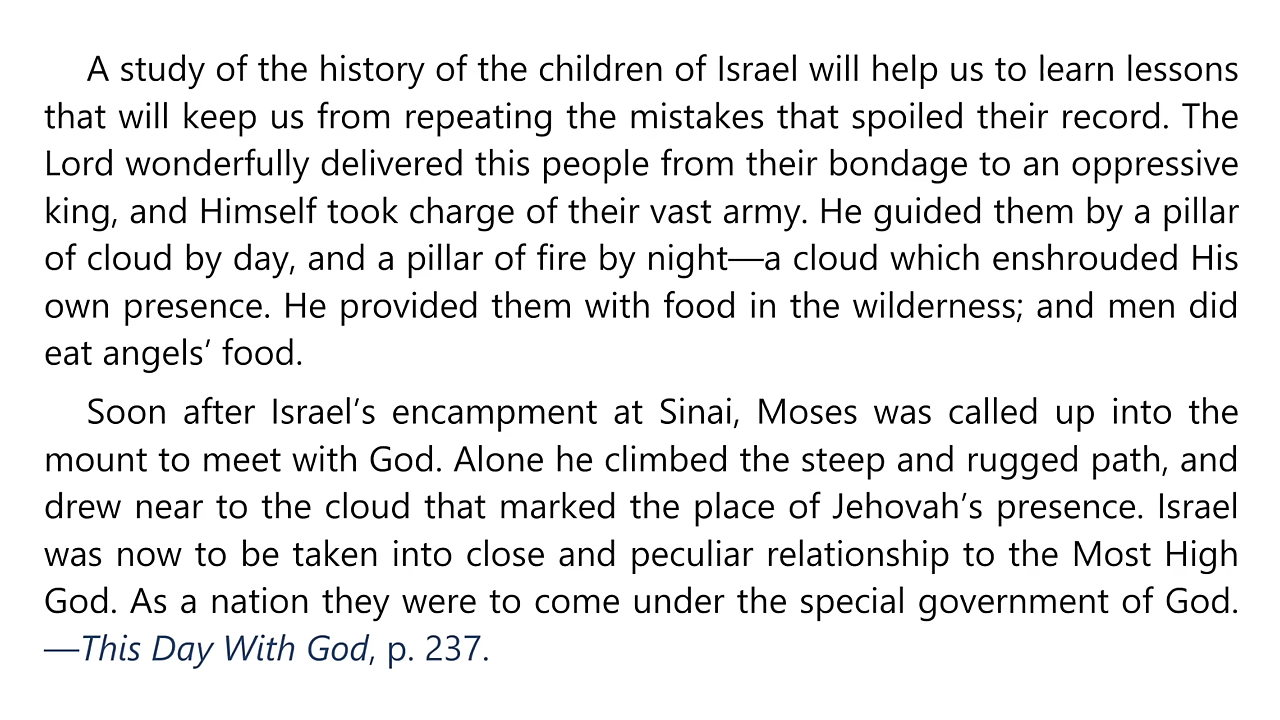 A study of the history of the children of Israel will help us to learn lessons
that will keep us from repeating the mistakes that spoiled their record. The
Lord wonderfully delivered this people from their bondage to an oppressive
king, and Himself took charge of their vast army. He guided them by a pillar
of cloud by day, and a pillar of fire by night—a cloud which enshrouded His
own presence. He provided them with food in the wilderness; and men did
eat angels’ food.
Soon after Israel’s encampment at Sinai, Moses was called up into the
mount to meet with God. Alone he climbed the steep and rugged path, and
drew near to the cloud that marked the place of Jehovah’s presence. Israel
was now to be taken into close and peculiar relationship to the Most High
God. As a nation they were to come under the special government of God.
—This Day With God, p. 237.